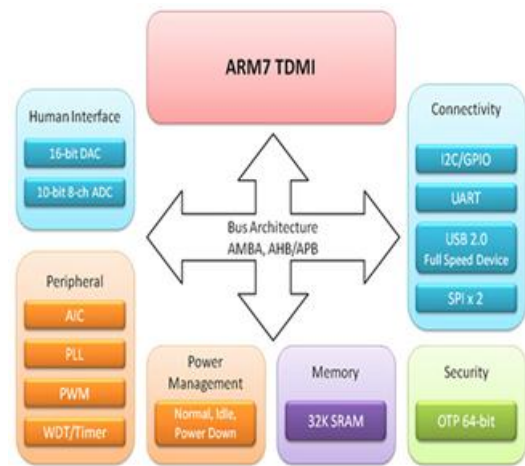 ARM7 TDMI
Human Interface
16-bit DAC
10-bit 8-ch ADC
Connectivity
I2C/GPIO
UART
USB 2.0
Full Speed Device
SPI x 2
Bus Architecture
AMBA, AHB/APB
Peripheral
AIC
PLL
PWM
WDT/Timer
Power
Management
Normal, Idle,
Power Down
Memory
32K SRAM
Security
OTP 64-bit